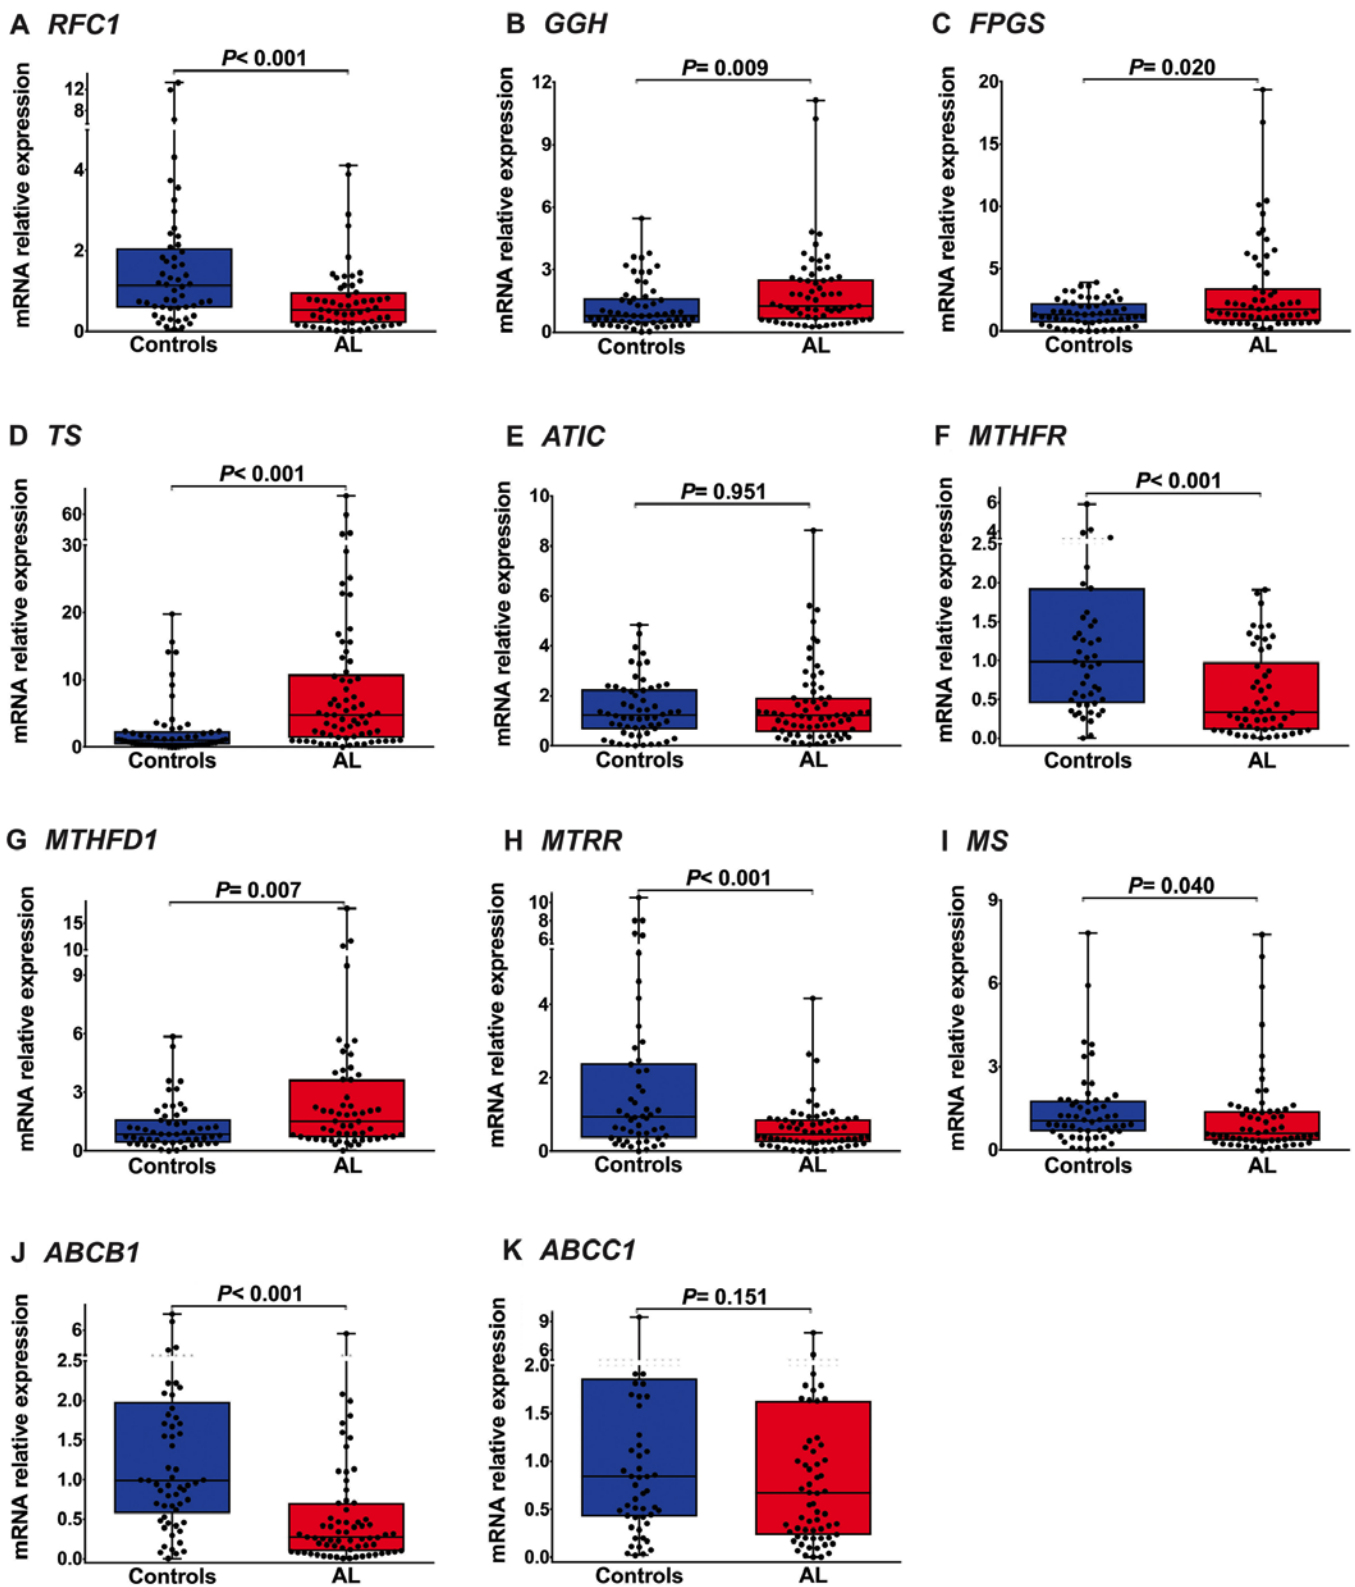 A RFC1
P< 0.001
mRNA relative expression
12
8
4
2
0
Controls
AL
B GGH
P= 0.009
mRNA relative expression
12
9
6
3
0
Controls
AL
C FPGS
P= 0.020
mRNA relative expression
20
15
10
5
0
Controls
AL
D TS
P< 0.001
mRNA relative expression
60
30
20
10
0
Controls
AL
E ATIC
P= 0.951
mRNA relative expression
10
8
6
4
2
0
Controls
AL
F MTHFR
P< 0.001
mRNA relative expression
6
4
2.5
2.0
1.5
1.0
0.5
0.0
Controls
AL
G MTHFD1
P= 0.007
mRNA relative expression
15
10
9
6
3
0
Controls
AL
H MTRR
P< 0.001
mRNA relative expression
10
8
6
4
2
0
Controls
AL
I MS
P= 0.040
mRNA relative expression
9
6
3
0
Controls
AL
J ABCB1
P< 0.001
mRNA relative expression
6
2.5
2.0
1.5
1.0
0.5
0.0
Controls
AL
K ABCC1
P= 0.151
mRNA relative expression
9
6
2.0
1.5
1.0
0.5
0.0
Controls
AL